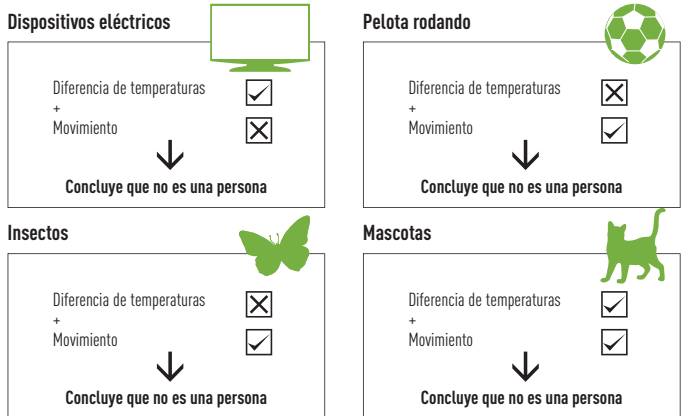 Dispositivos eléctricos
Diferencia de temperaturas
+
Movimiento
Concluye que no es una persona
Pelota rodando
Diferencia de temperaturas
+
Movimiento
Concluye que no es una persona
Insectos
Diferencia de temperaturas
+
Movimiento
Concluye que no es una persona
Mascotas
Diferencia de temperaturas
+
Movimiento
Concluye que no es una persona